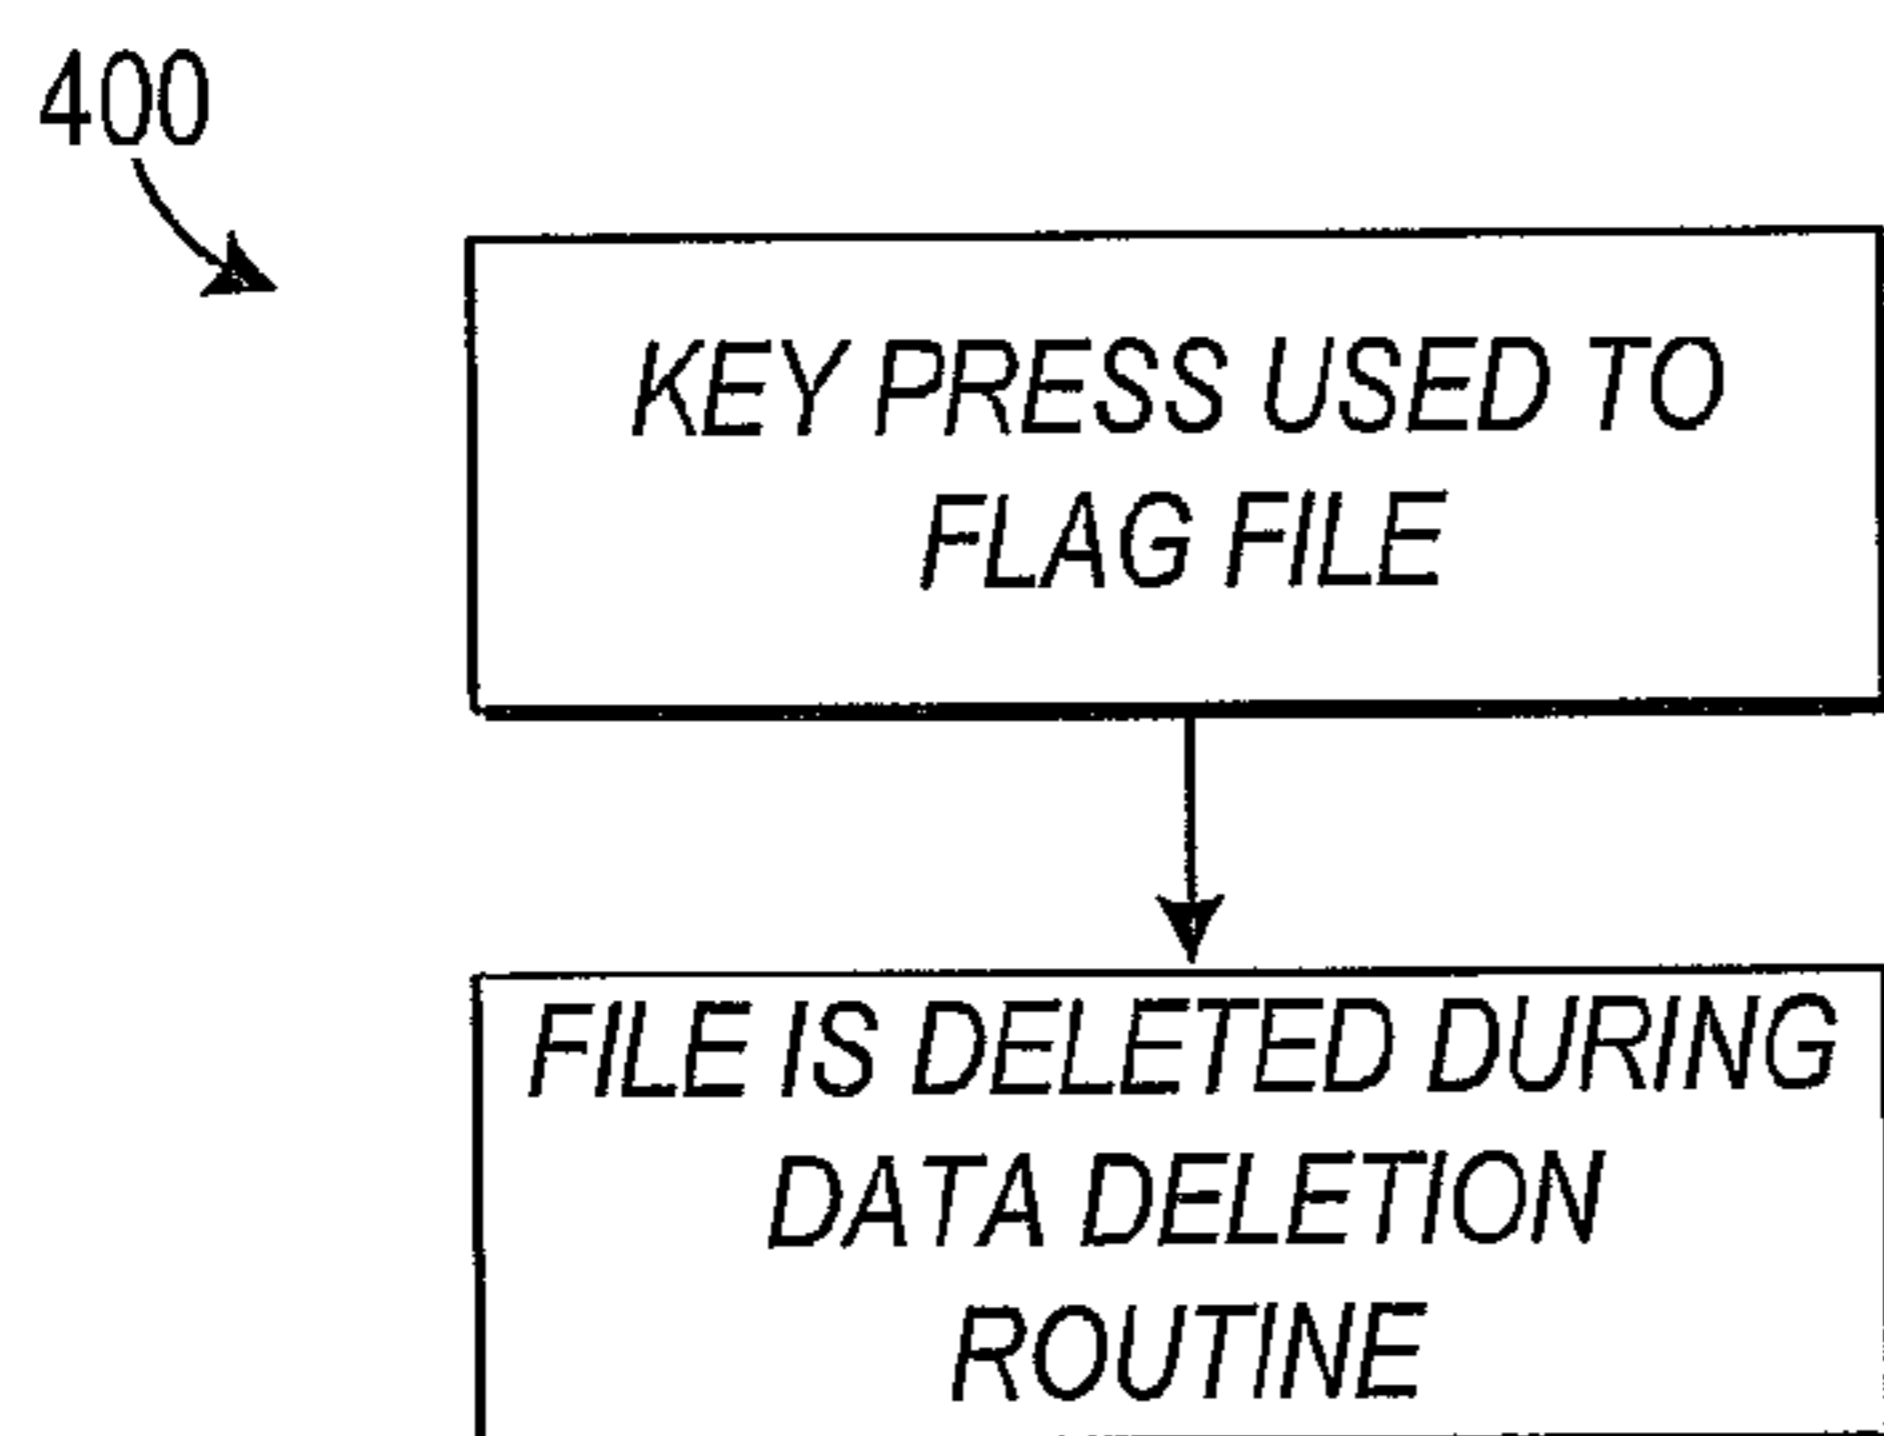 400
KEY PRESS USED TO
FLAG FILE
FILE IS DELETED DURING
DATA DELETION
ROUTINE